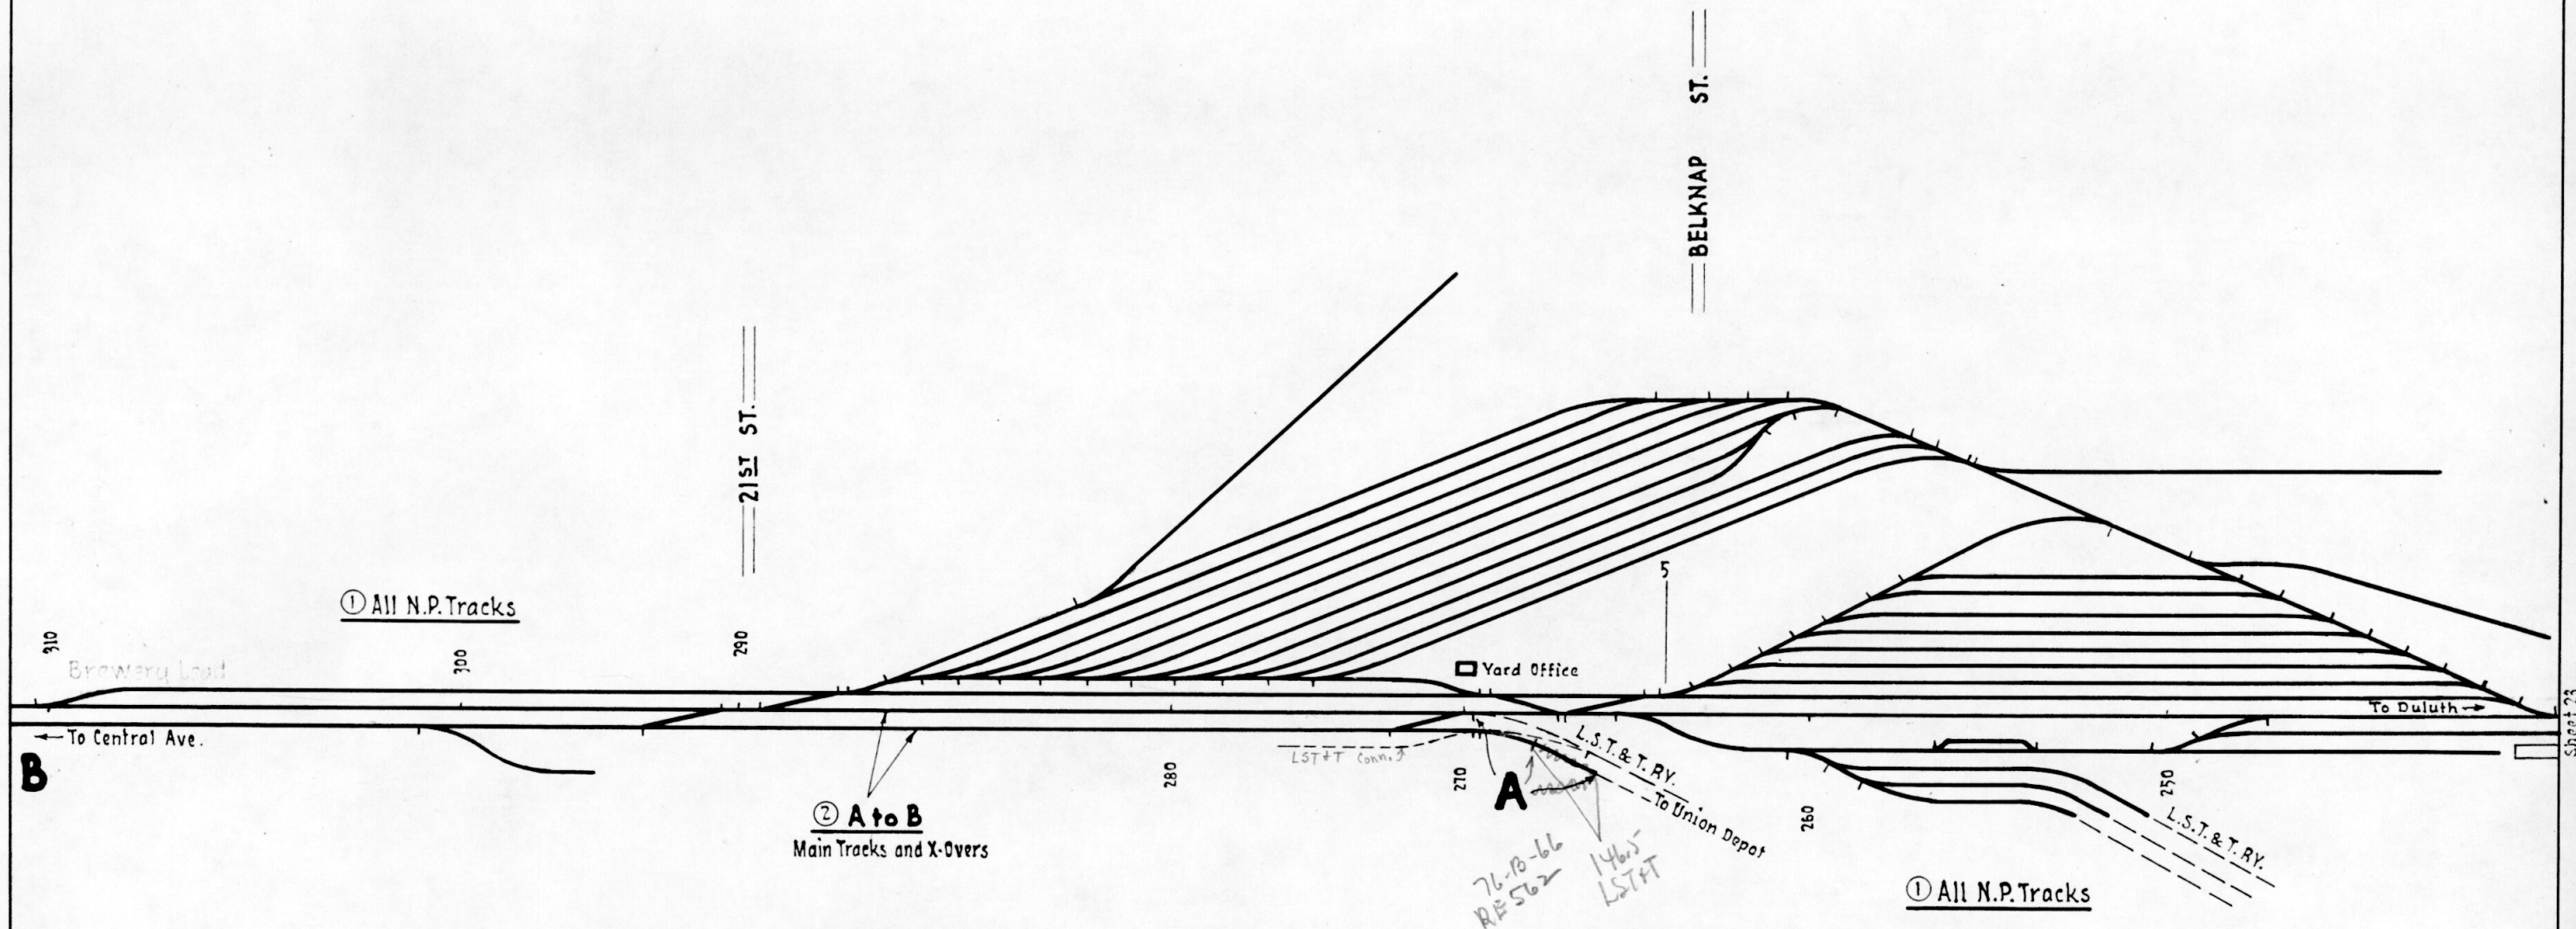 BELKNAP ST.
21ST ST.
① All N.P. Tracks
310
Brewery Lead
300
290
5
Yard Office
To Duluth
Sheet 23
To Central Ave.
B
LST+T Conn.
280
270
A
L.S.T.& T. RY.
To Union Depot
260
250
L.S.T.& T. RY.
② A to B
Main Tracks and X-Overs
76-B-66
RE 562
146.5
LST+T
① All N.P. Tracks